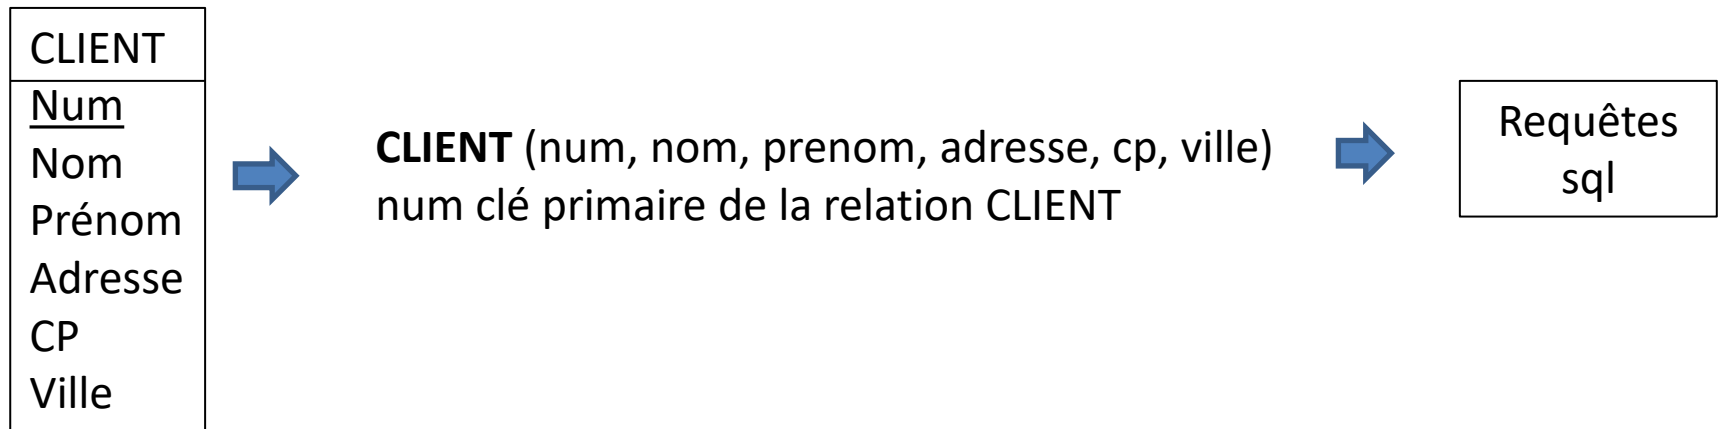 CLIENT
Num
Nom
Prénom
Adresse
CP
Ville
CLIENT (num, nom, prenom, adresse, cp, ville)
num clé primaire de la relation CLIENT
Requêtes
sql